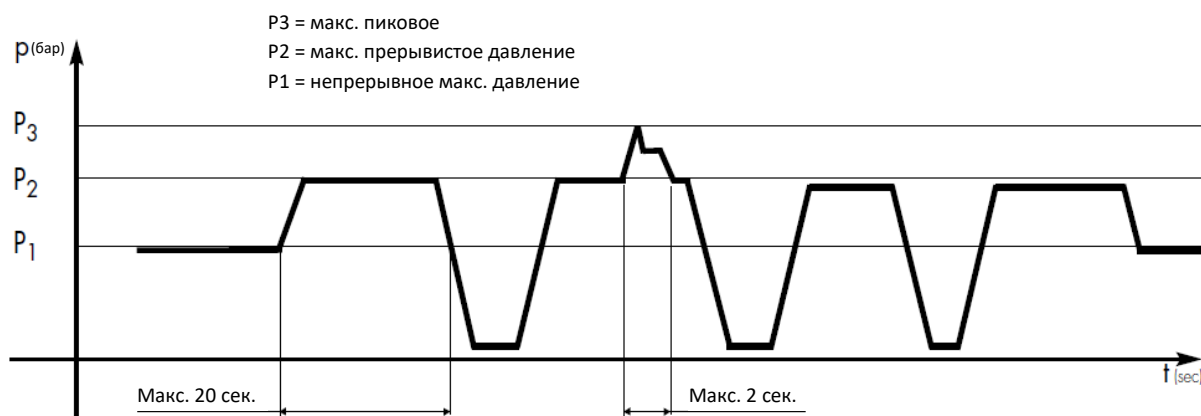 P3 = макс. пиковое
P2 = макс. прерывистое давление
P1 = непрерывное макс. давление
p(бар)
P3
P2
P1
t (sec)
Макс. 20 сек.
Макс. 2 сек.